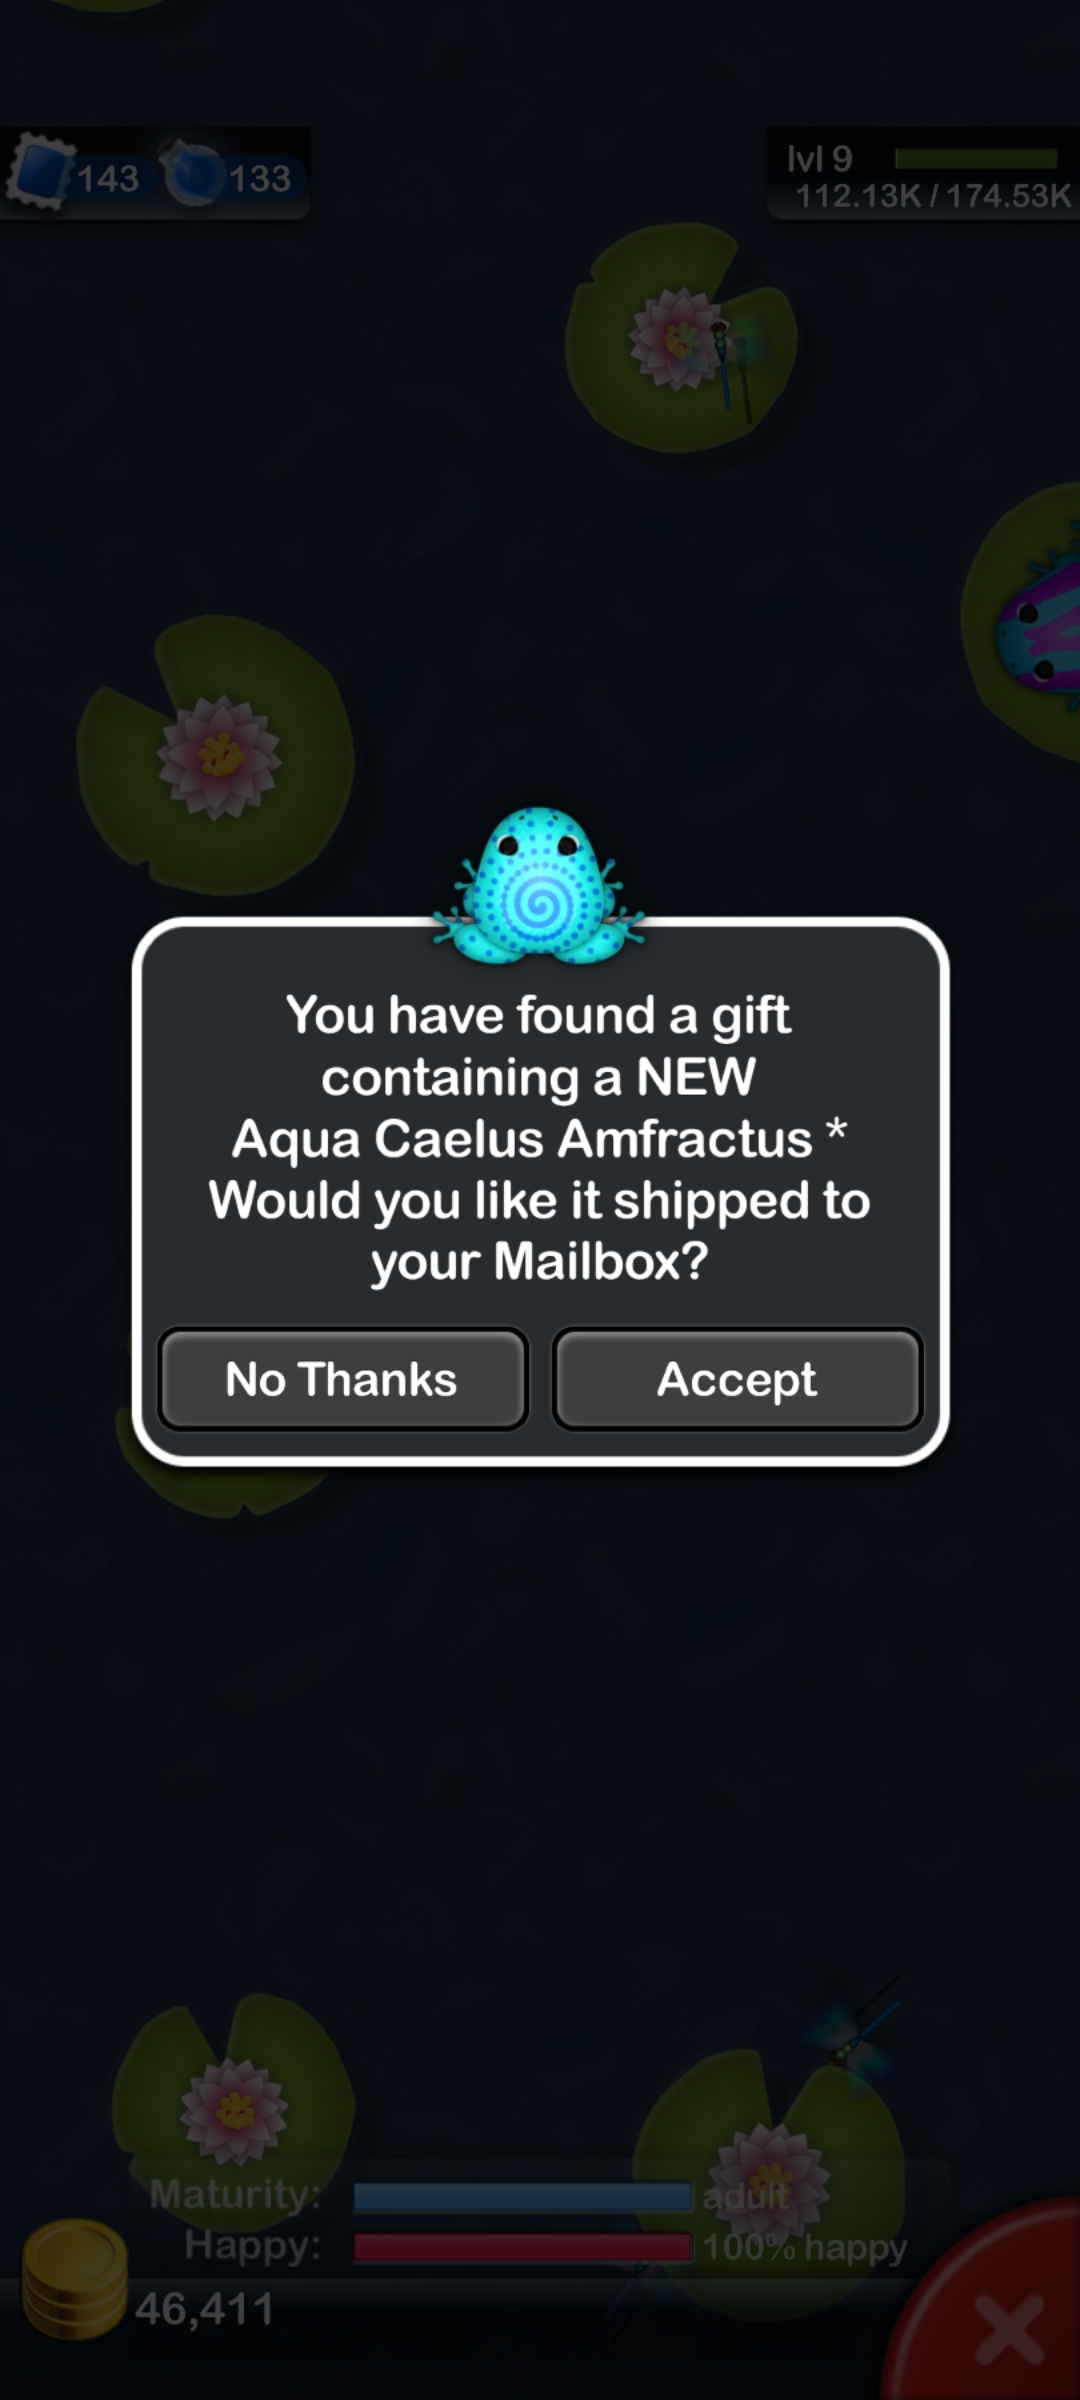 143 133
lvl 9
112.13K / 174.53K
You have found a gift
containing a NEW
Aqua Caelus Amfractus *
Would you like it shipped to
your Mailbox?
No Thanks Accept
Maturity: adult
Happy: 100% happy
46,411